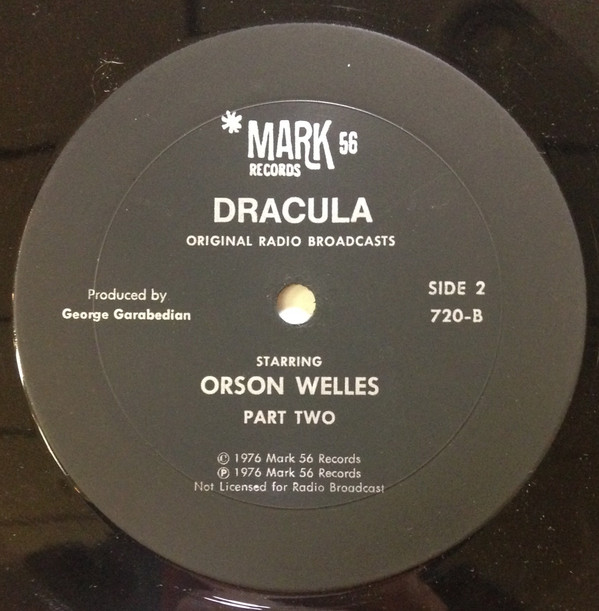 *MARK 56
RECORDS
DRACULA
ORIGINAL RADIO BROADCASTS
Produced by
George Garabedian
SIDE 2
720-B
STARRING
ORSON WELLES
PART TWO
© 1976 Mark 56 Records
℗ 1976 Mark 56 Records
Not Licensed for Radio Broadcast